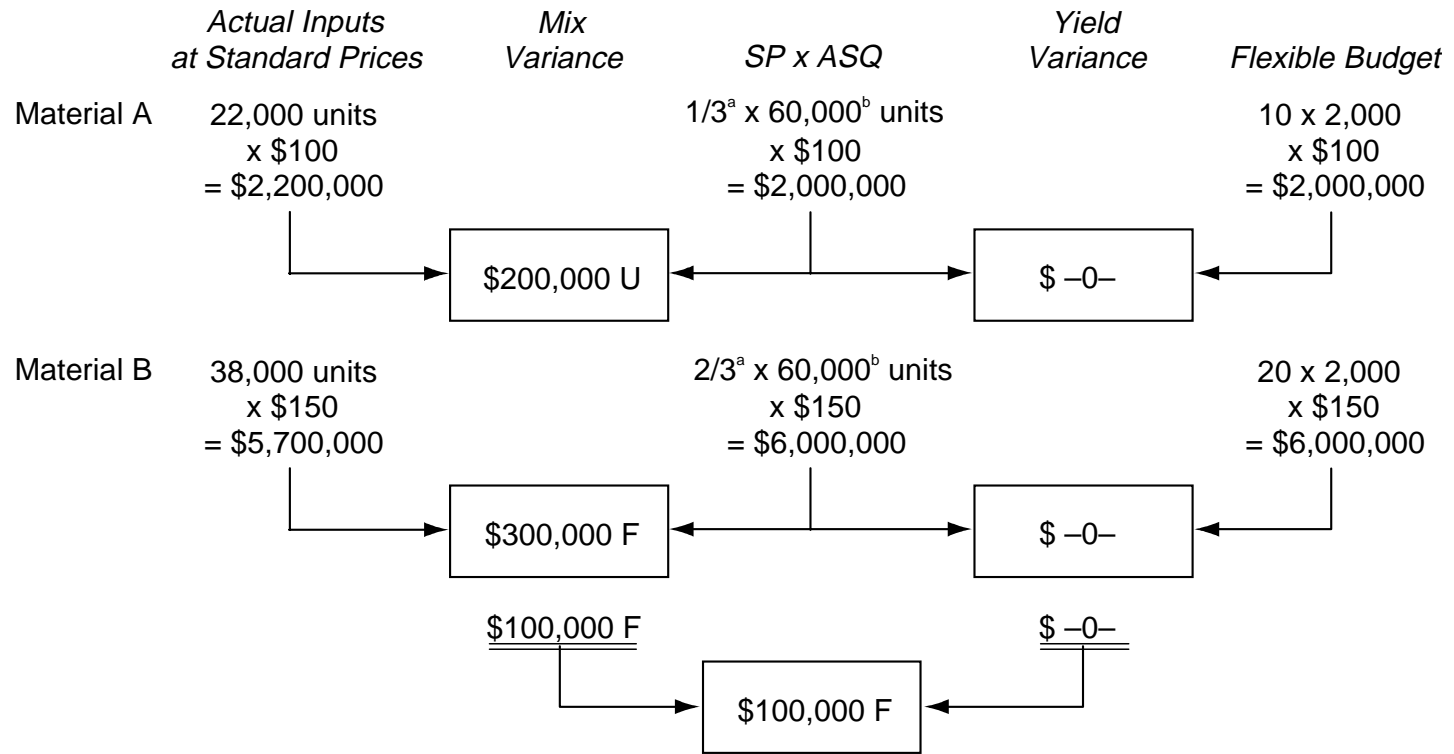 Actual Inputs Mix Yield
at Standard Prices Variance SP x ASQ Variance Flexible Budget
Material A 22,000 units 1/3ᵃ x 60,000ᵇ units 10 x 2,000
x $100 x $100 x $100
= $2,200,000 = $2,000,000 = $2,000,000
$200,000 U $ –0–
Material B 38,000 units 2/3ᵃ x 60,000ᵇ units 20 x 2,000
x $150 x $150 x $150
= $5,700,000 = $6,000,000 = $6,000,000
$300,000 F $ –0–
$100,000 F $ –0–
$100,000 F